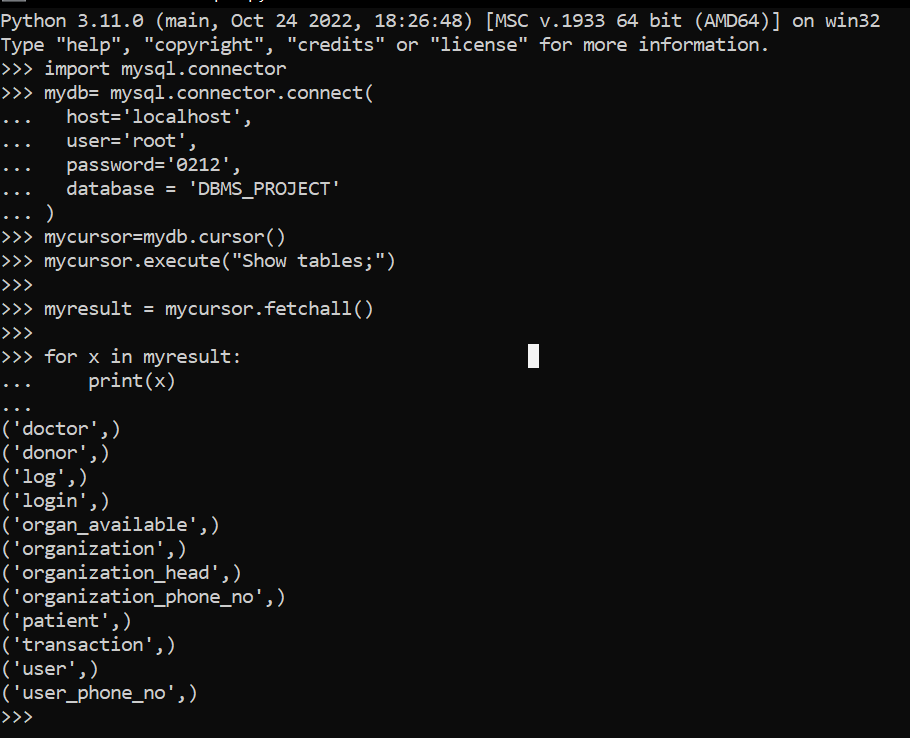 Python 3.11.0 (main, Oct 24 2022, 18:26:48) [MSC v.1933 64 bit (AMD64)] on win32
Type "help", "copyright", "credits" or "license" for more information.
>>> import mysql.connector
>>> mydb= mysql.connector.connect(
...   host='localhost',
...   user='root',
...   password='0212',
...   database = 'DBMS_PROJECT'
... )
>>> mycursor=mydb.cursor()
>>> mycursor.execute("Show tables;")
>>>
>>> myresult = mycursor.fetchall()
>>>
>>> for x in myresult:
...     print(x)
...
('doctor',)
('donor',)
('log',)
('login',)
('organ_available',)
('organization',)
('organization_head',)
('organization_phone_no',)
('patient',)
('transaction',)
('user',)
('user_phone_no',)
>>>